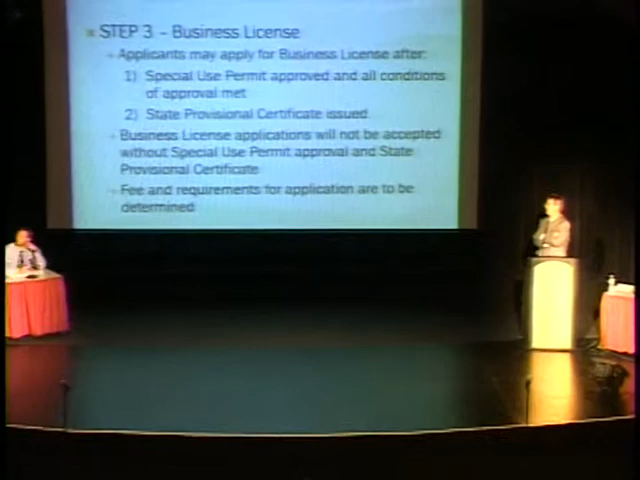 STEP 3 - Business License
Applicants may apply for Business License after:
1) Special Use Permit approved and all conditions
of approval met
2) State Provisional Certificate issued.
Business License applications will not be accepted
without Special Use Permit approval and State
Provisional Certificate
Fee and requirements for application are to be
determined